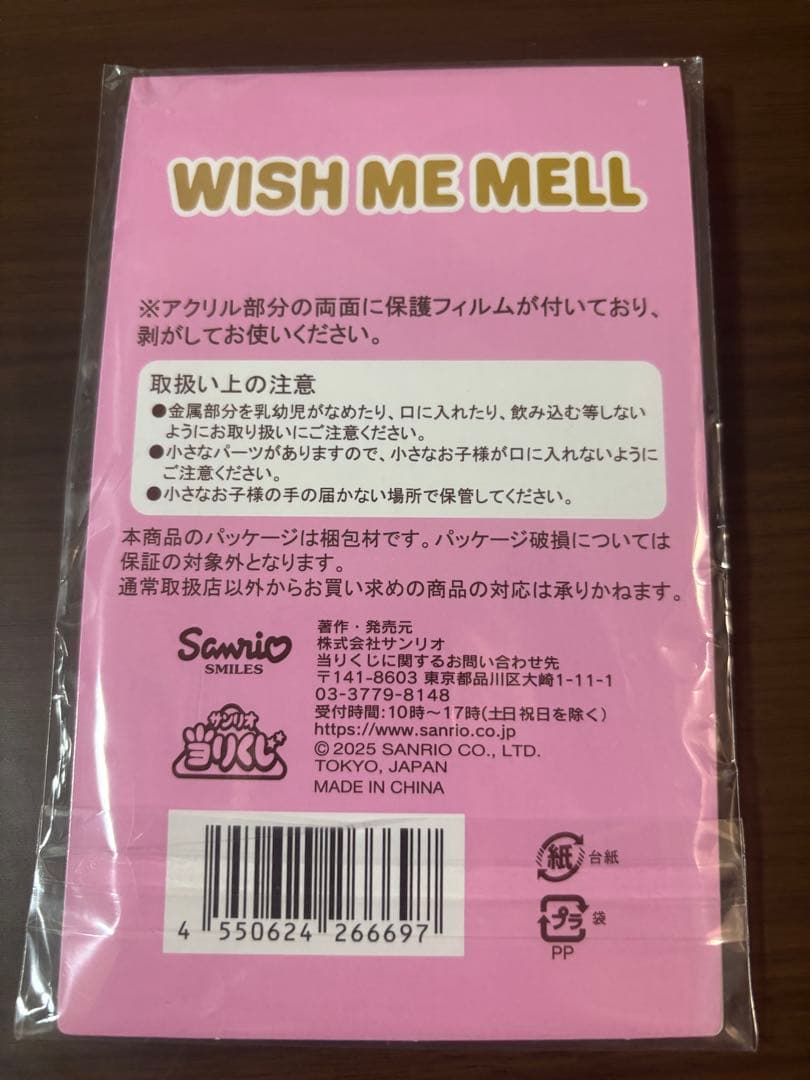 WISH ME MELL
※アクリル部分の両面に保護フィルムが付いており、
剥がしてお使いください。
取扱い上の注意
●金属部分を乳幼児がなめたり、口に入れたり、飲み込む等しない
ようにお取り扱いにご注意ください。
●小さなパーツがありますので、小さなお子様が口に入れないように
ご注意ください。
●小さなお子様の手の届かない場所で保管してください。
本商品のパッケージは梱包材です。パッケージ破損については
保証の対象外となります。
通常取扱店以外からお買い求めの商品の対応は承りかねます。
Sanrio
SMILES
サンリオ
当りくじ
著作・発売元
株式会社サンリオ
当りくじに関するお問い合わせ先
〒141-8603 東京都品川区大崎1-11-1
03-3779-8148
受付時間:10時～17時(土日祝日を除く)
https://www.sanrio.co.jp
© 2025 SANRIO CO., LTD.
TOKYO, JAPAN
MADE IN CHINA
4 550624 266697
紙 台紙
プラ 袋
PP